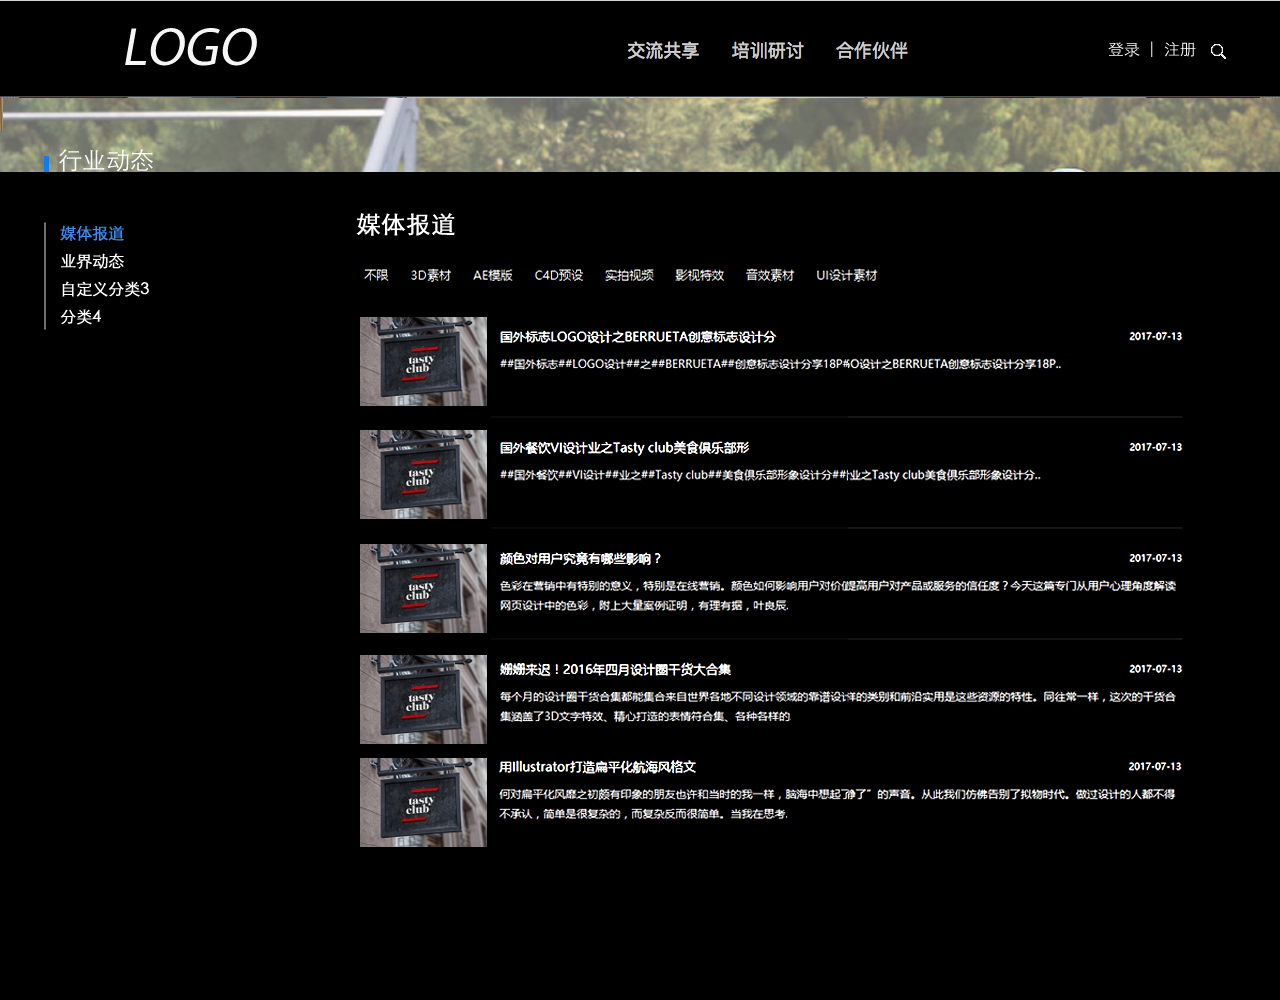 LOGO
交流共享 培训研讨 合作伙伴
登录 | 注册
行业动态
媒体报道
业界动态
自定义分类3
分类4
媒体报道
不限 3D素材 AE模版 C4D预设 实拍视频 影视特效 音效素材 UI设计素材
tasty
club
国外标志LOGO设计之BERRUETA创意标志设计分 2017-07-13
##国外标志##LOGO设计##之##BERRUETA##创意标志设计分享18P#O设计之BERRUETA创意标志设计分享18P..
tasty
club
国外餐饮VI设计业之Tasty club美食俱乐部形 2017-07-13
##国外餐饮##VI设计##业之##Tasty club##美食俱乐部形象设计分##业之Tasty club美食俱乐部形象设计分..
tasty
club
颜色对用户究竟有哪些影响？ 2017-07-13
色彩在营销中有特别的意义，特别是在线营销。颜色如何影响用户对价值提高用户对产品或服务的信任度？今天这篇专门从用户心理角度解读
网页设计中的色彩，附上大量案例证明，有理有据，叶良辰.
tasty
club
姗姗来迟！2016年四月设计圈干货大合集 2017-07-13
每个月的设计圈干货合集都能集合来自世界各地不同设计领域的靠谱设计样的类别和前沿实用是这些资源的特性。同往常一样，这次的干货合
集涵盖了3D文字特效、精心打造的表情符合集、各种各样的
tasty
club
用Illustrator打造扁平化航海风格文 2017-07-13
何对扁平化风靡之初颇有印象的朋友也许和当时的我一样，脑海中想起了”的声音。从此我们仿佛告别了拟物时代。做过设计的人都不得
不承认，简单是很复杂的，而复杂反而很简单。当我在思考.